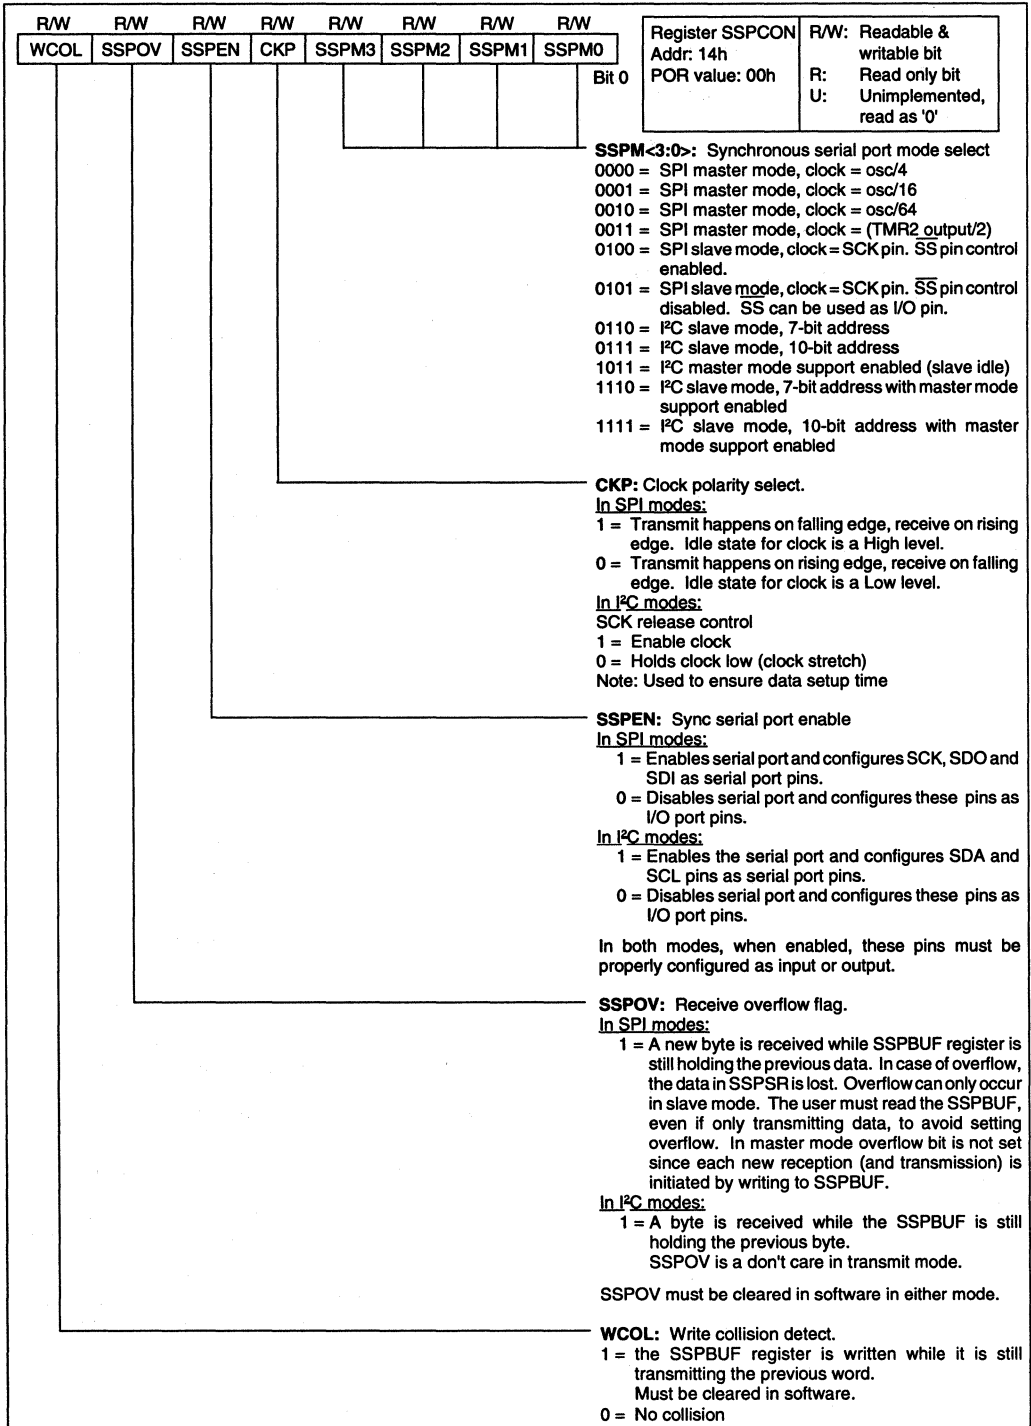 R/W R/W R/W R/W R/W R/W R/W R/W
WCOL SSPOV SSPEN CKP SSPM3 SSPM2 SSPM1 SSPM0
Bit 0
Register SSPCON
Addr: 14h
POR value: 00h
R/W: Readable &
writable bit
R: Read only bit
U: Unimplemented,
read as '0'
SSPM<3:0>: Synchronous serial port mode select
0000 = SPI master mode, clock = osc/4
0001 = SPI master mode, clock = osc/16
0010 = SPI master mode, clock = osc/64
0011 = SPI master mode, clock = (TMR2 output/2)
0100 = SPI slave mode, clock = SCK pin. S̅S̅ pin control
enabled.
0101 = SPI slave mode, clock = SCK pin. S̅S̅ pin control
disabled. S̅S̅ can be used as I/O pin.
0110 = I²C slave mode, 7-bit address
0111 = I²C slave mode, 10-bit address
1011 = I²C master mode support enabled (slave idle)
1110 = I²C slave mode, 7-bit address with master mode
support enabled
1111 = I²C slave mode, 10-bit address with master
mode support enabled
CKP: Clock polarity select.
In SPI modes:
1 = Transmit happens on falling edge, receive on rising
edge. Idle state for clock is a High level.
0 = Transmit happens on rising edge, receive on falling
edge. Idle state for clock is a Low level.
In I²C modes:
SCK release control
1 = Enable clock
0 = Holds clock low (clock stretch)
Note: Used to ensure data setup time
SSPEN: Sync serial port enable
In SPI modes:
1 = Enables serial port and configures SCK, SDO and
SDI as serial port pins.
0 = Disables serial port and configures these pins as
I/O port pins.
In I²C modes:
1 = Enables the serial port and configures SDA and
SCL pins as serial port pins.
0 = Disables serial port and configures these pins as
I/O port pins.
In both modes, when enabled, these pins must be
properly configured as input or output.
SSPOV: Receive overflow flag.
In SPI modes:
1 = A new byte is received while SSPBUF register is
still holding the previous data. In case of overflow,
the data in SSPSR is lost. Overflow can only occur
in slave mode. The user must read the SSPBUF,
even if only transmitting data, to avoid setting
overflow. In master mode overflow bit is not set
since each new reception (and transmission) is
initiated by writing to SSPBUF.
In I²C modes:
1 = A byte is received while the SSPBUF is still
holding the previous byte.
SSPOV is a don't care in transmit mode.
SSPOV must be cleared in software in either mode.
WCOL: Write collision detect.
1 = the SSPBUF register is written while it is still
transmitting the previous word.
Must be cleared in software.
0 = No collision